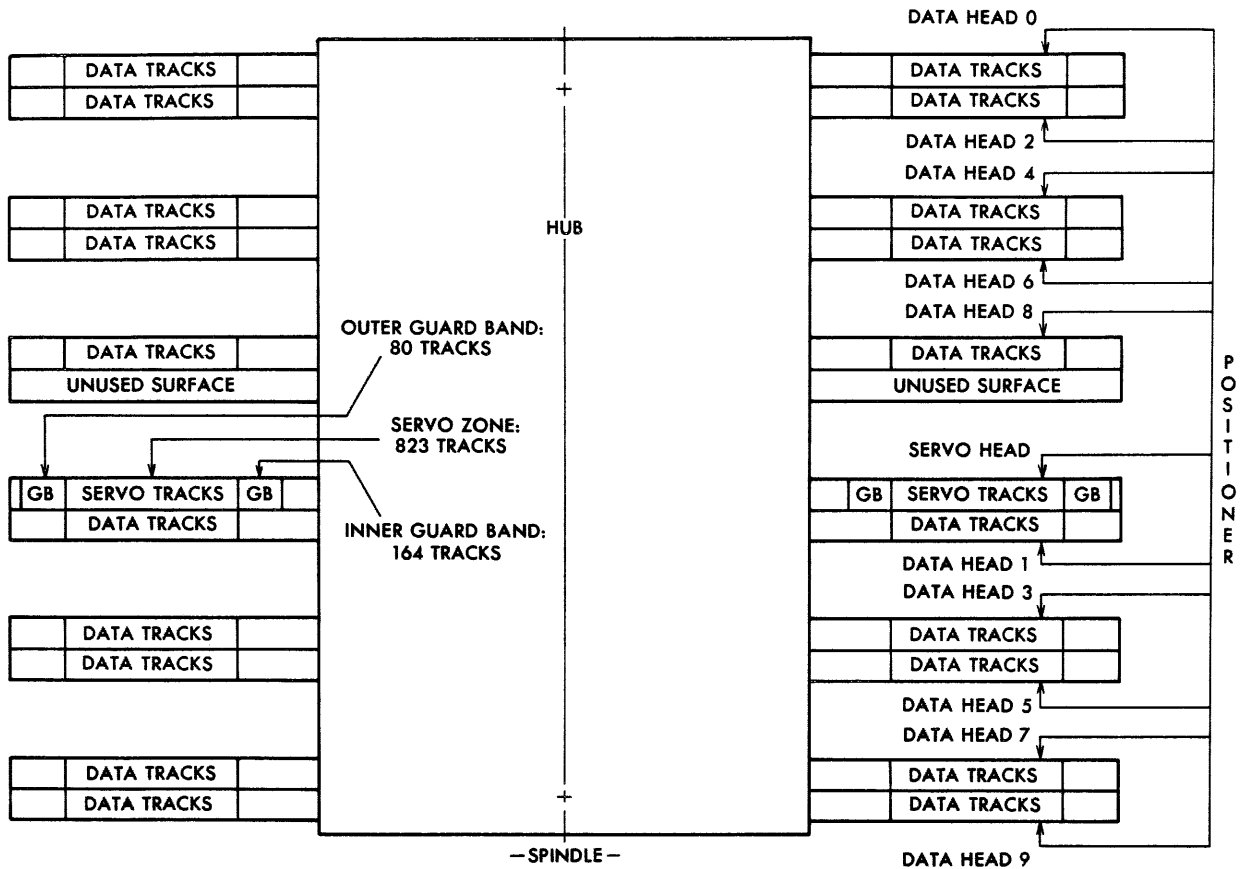 DATA HEAD 0
DATA TRACKS
DATA TRACKS
DATA TRACKS
DATA TRACKS
DATA HEAD 2
DATA HEAD 4
DATA TRACKS
DATA TRACKS
HUB
DATA TRACKS
DATA TRACKS
DATA HEAD 6
DATA HEAD 8
OUTER GUARD BAND:
80 TRACKS
DATA TRACKS
DATA TRACKS
UNUSED SURFACE
UNUSED SURFACE
POSITIONER
SERVO ZONE:
823 TRACKS
SERVO HEAD
GB SERVO TRACKS GB
GB SERVO TRACKS GB
DATA TRACKS
DATA TRACKS
INNER GUARD BAND:
164 TRACKS
DATA HEAD 1
DATA HEAD 3
DATA TRACKS
DATA TRACKS
DATA TRACKS
DATA TRACKS
DATA HEAD 5
DATA HEAD 7
DATA TRACKS
DATA TRACKS
DATA TRACKS
DATA TRACKS
–SPINDLE–
DATA HEAD 9